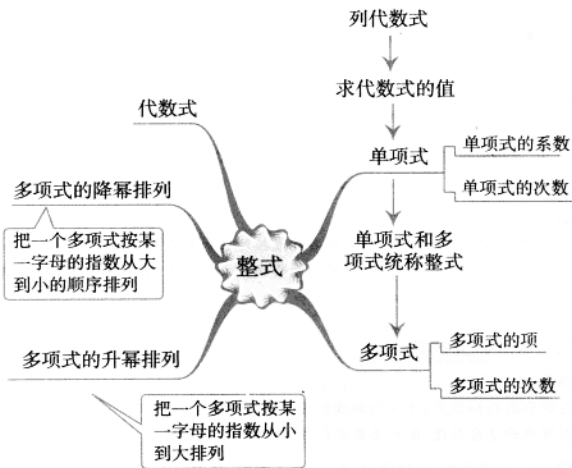 列代数式
求代数式的值
代数式
单项式
单项式的系数
单项式的次数
多项式的降幂排列
把一个多项式按某
一字母的指数从大
到小的顺序排列
整式
单项式和多
项式统称整式
多项式的升幂排列
把一个多项式按某
一字母的指数从小
到大排列
多项式
多项式的项
多项式的次数